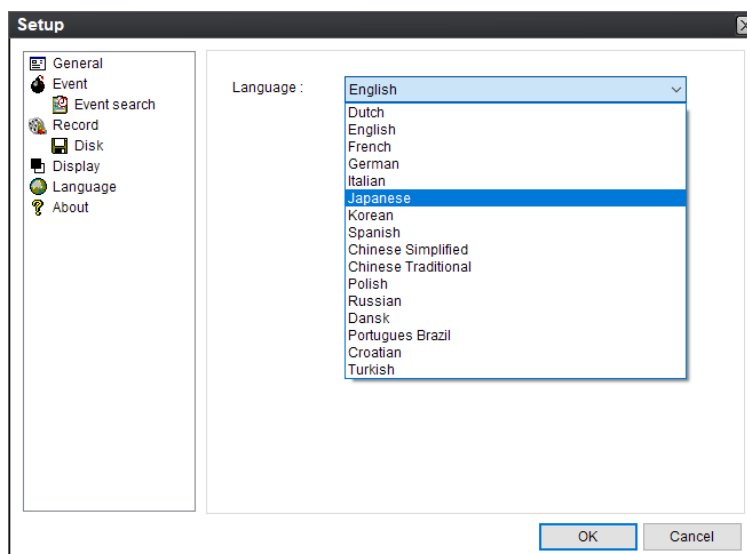 Setup
General
Event
Event search
Record
Disk
Display
Language
About
Language :
English
Dutch
English
French
German
Italian
Japanese
Korean
Spanish
Chinese Simplified
Chinese Traditional
Polish
Russian
Dansk
Portugues Brazil
Croatian
Turkish
OK
Cancel